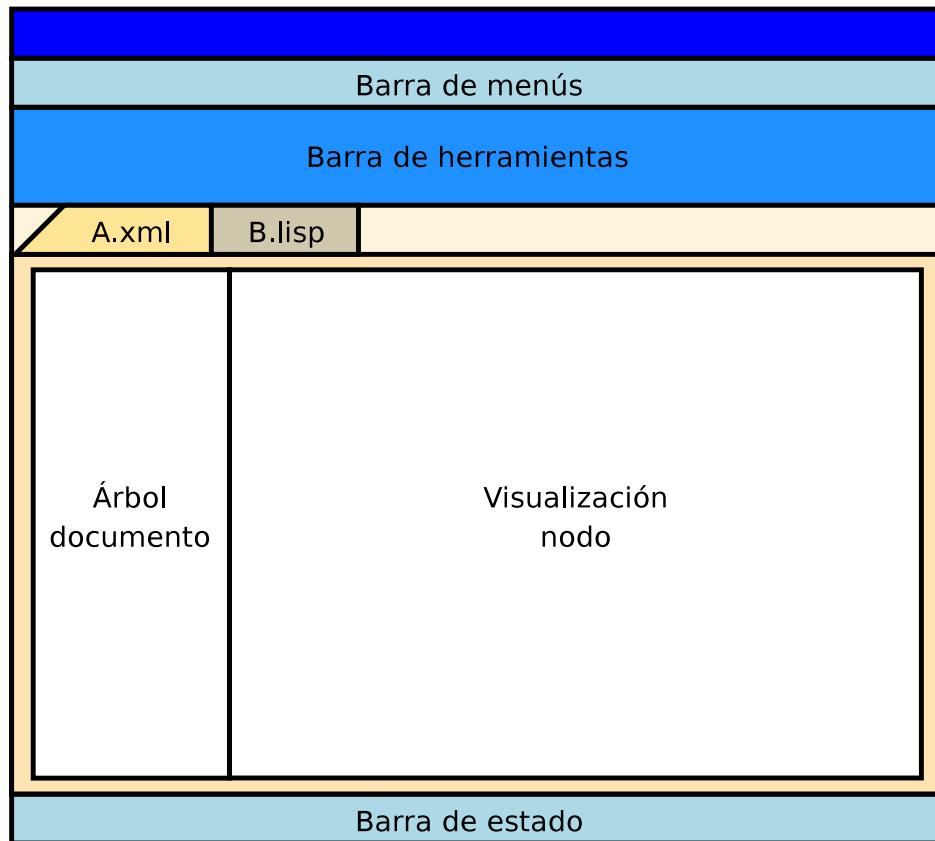 Barra de menús
Barra de herramientas
A.xml
B.lisp
Árbol
documento
Visualización
nodo
Barra de estado